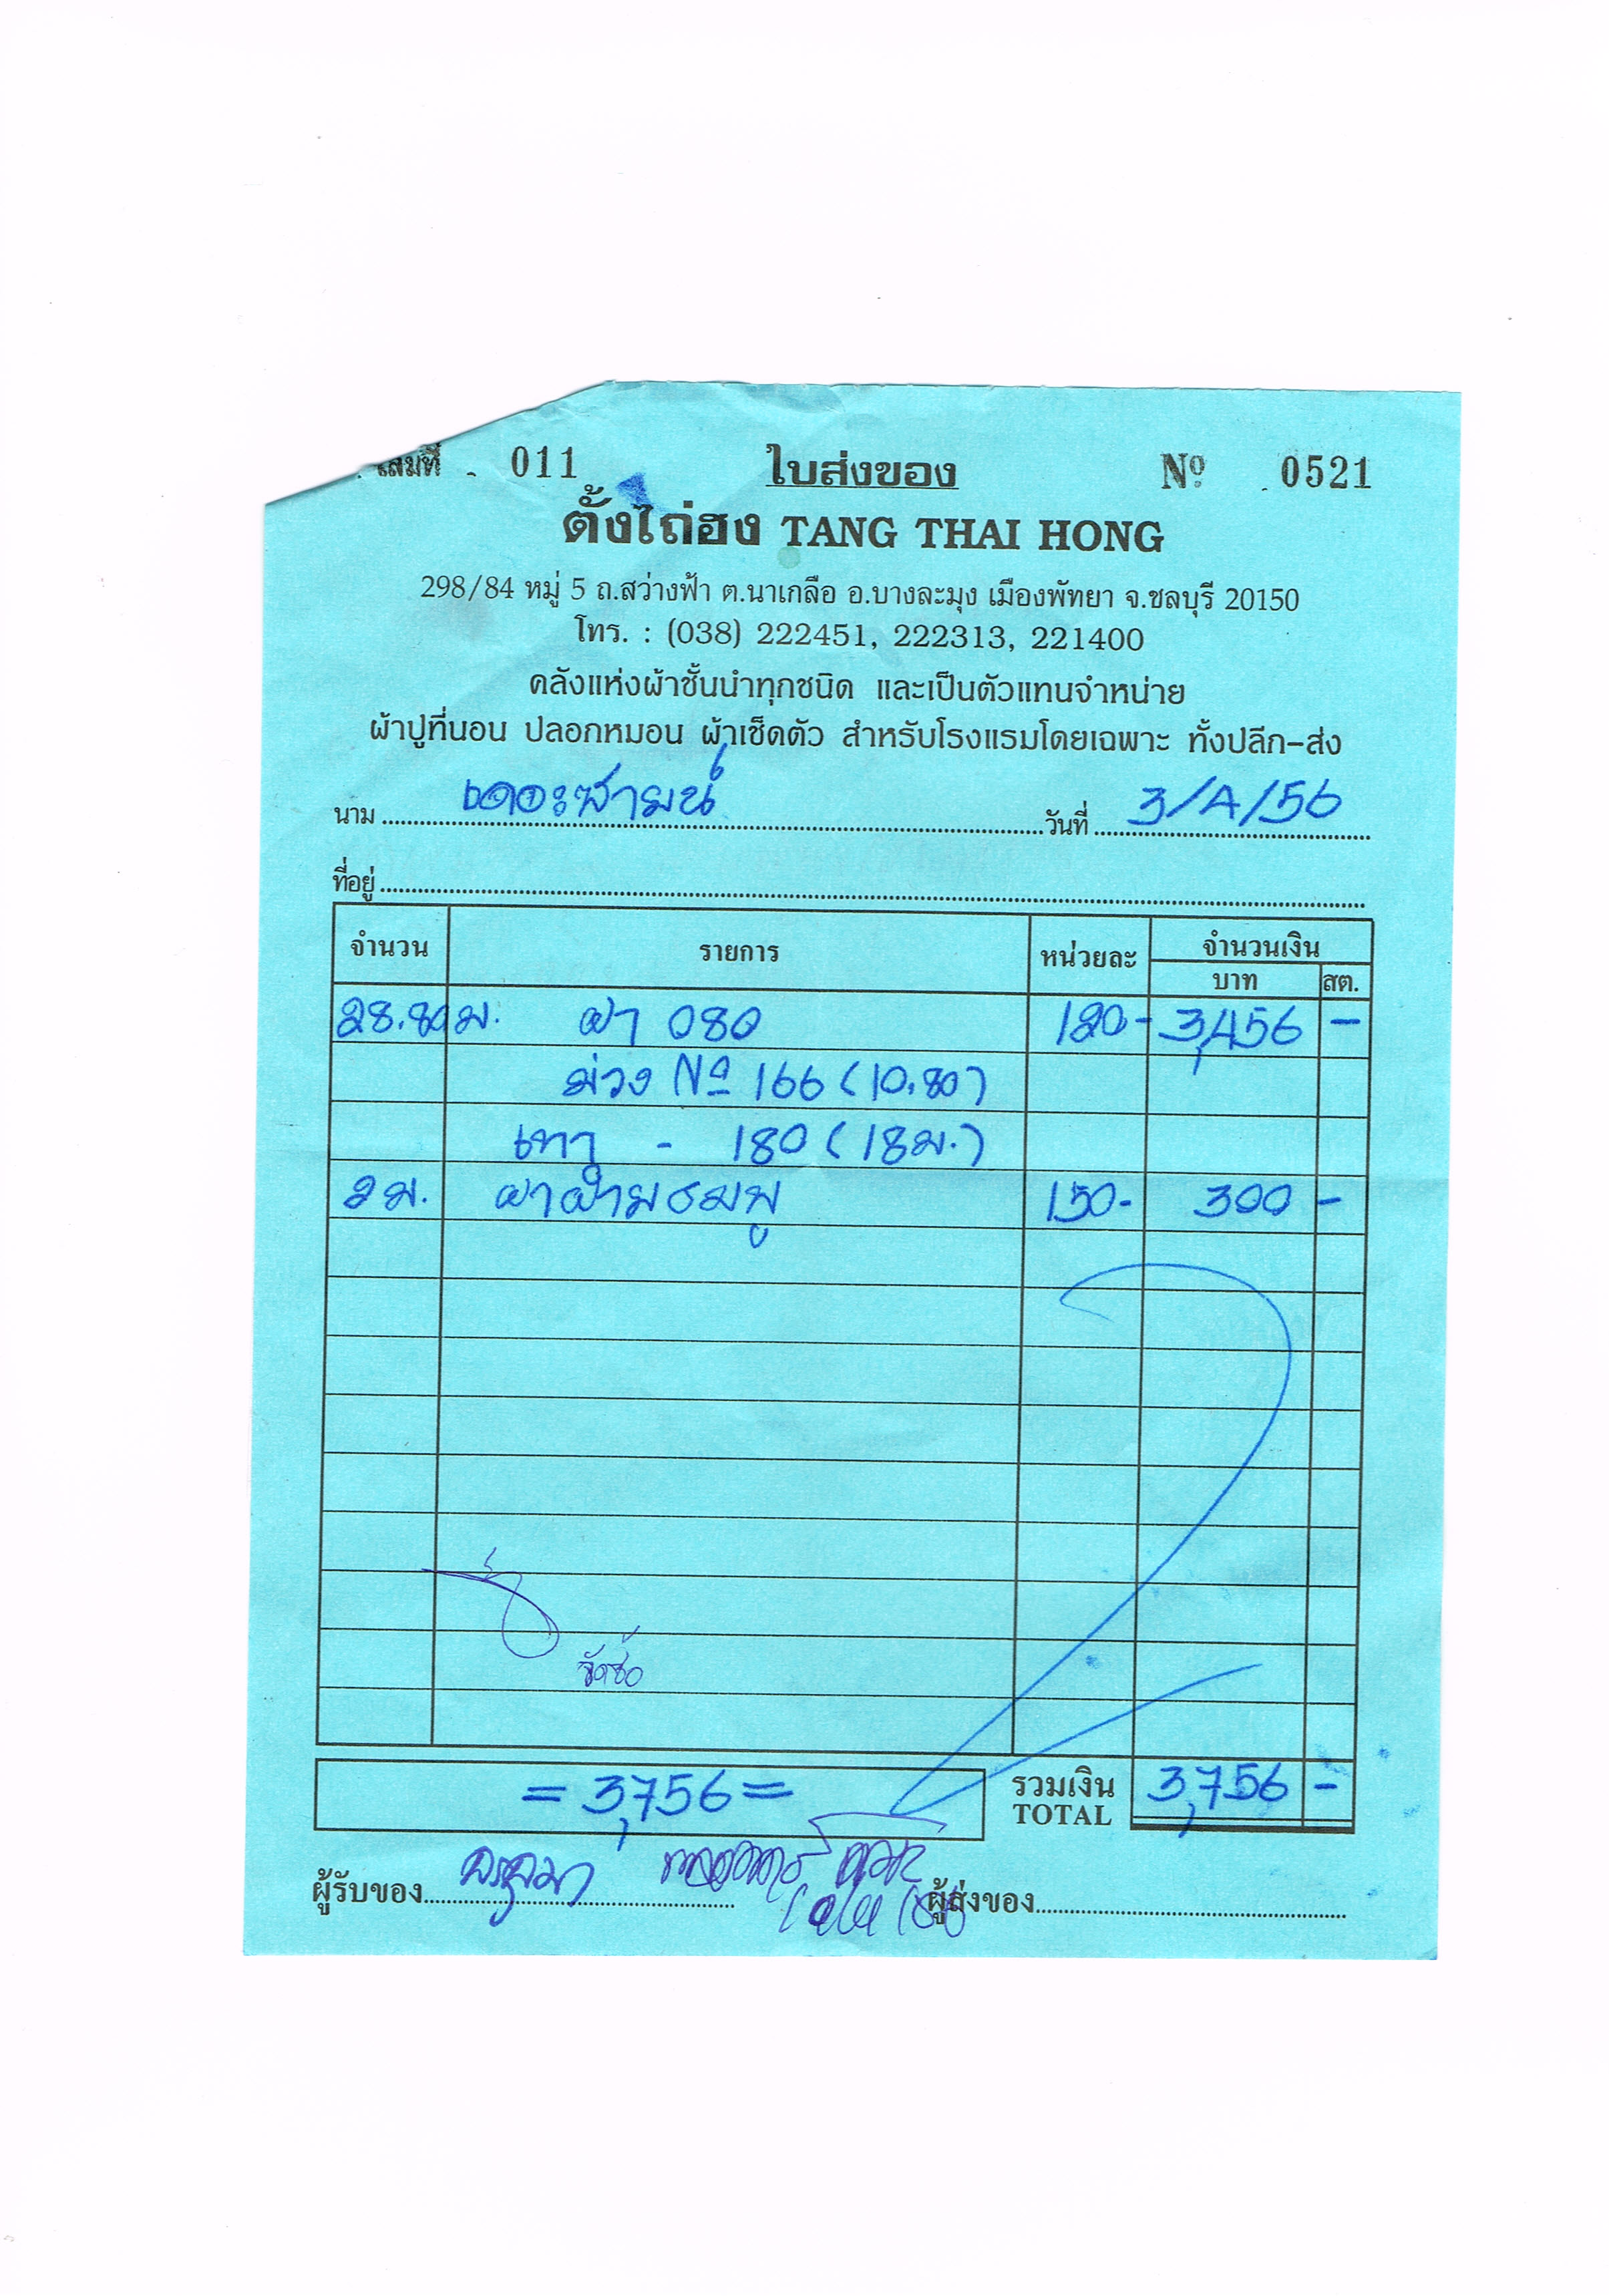 เล่มที่ 011 ใบส่งของ Nº 0521
ตั้งไถ่ฮง TANG THAI HONG
298/84 หมู่ 5 ถ.สว่างฟ้า ต.นาเกลือ อ.บางละมุง เมืองพัทยา จ.ชลบุรี 20150
โทร. : (038) 222451, 222313, 221400
คลังแห่งผ้าชั้นนำทุกชนิด และเป็นตัวแทนจำหน่าย
ผ้าปูที่นอน ปลอกหมอน ผ้าเช็ดตัว สำหรับโรงแรมโดยเฉพาะ ทั้งปลีก-ส่ง
นาม เดอะซายน์ วันที่ 3/A/56
ที่อยู่
จำนวน รายการ หน่วยละ จำนวนเงิน
บาท สต.
28.80 ม. ผ้า 080 120- 3,456 -
ม่วง Nº 166 (10.80)
เทา - 180 (18ม.)
2 ม. ผ้าฝ้ายชมพู 150- 300 -
จัดซื้อ
= 3,756 = รวมเงิน 3,756 -
TOTAL
ผู้รับของ ผู้ส่งของ